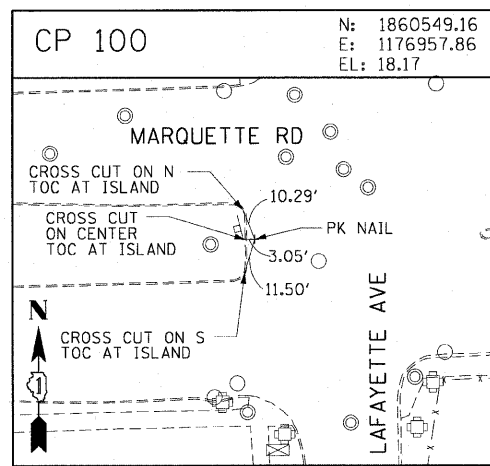 CP 100
N: 1860549.16
E: 1176957.86
EL: 18.17
MARQUETTE RD
CROSS CUT ON N
TOC AT ISLAND
10.29'
CROSS CUT
ON CENTER
TOC AT ISLAND
PK NAIL
3.05'
11.50'
N
1
CROSS CUT ON S
TOC AT ISLAND
LAFAYETTE AVE
x
x
x
x